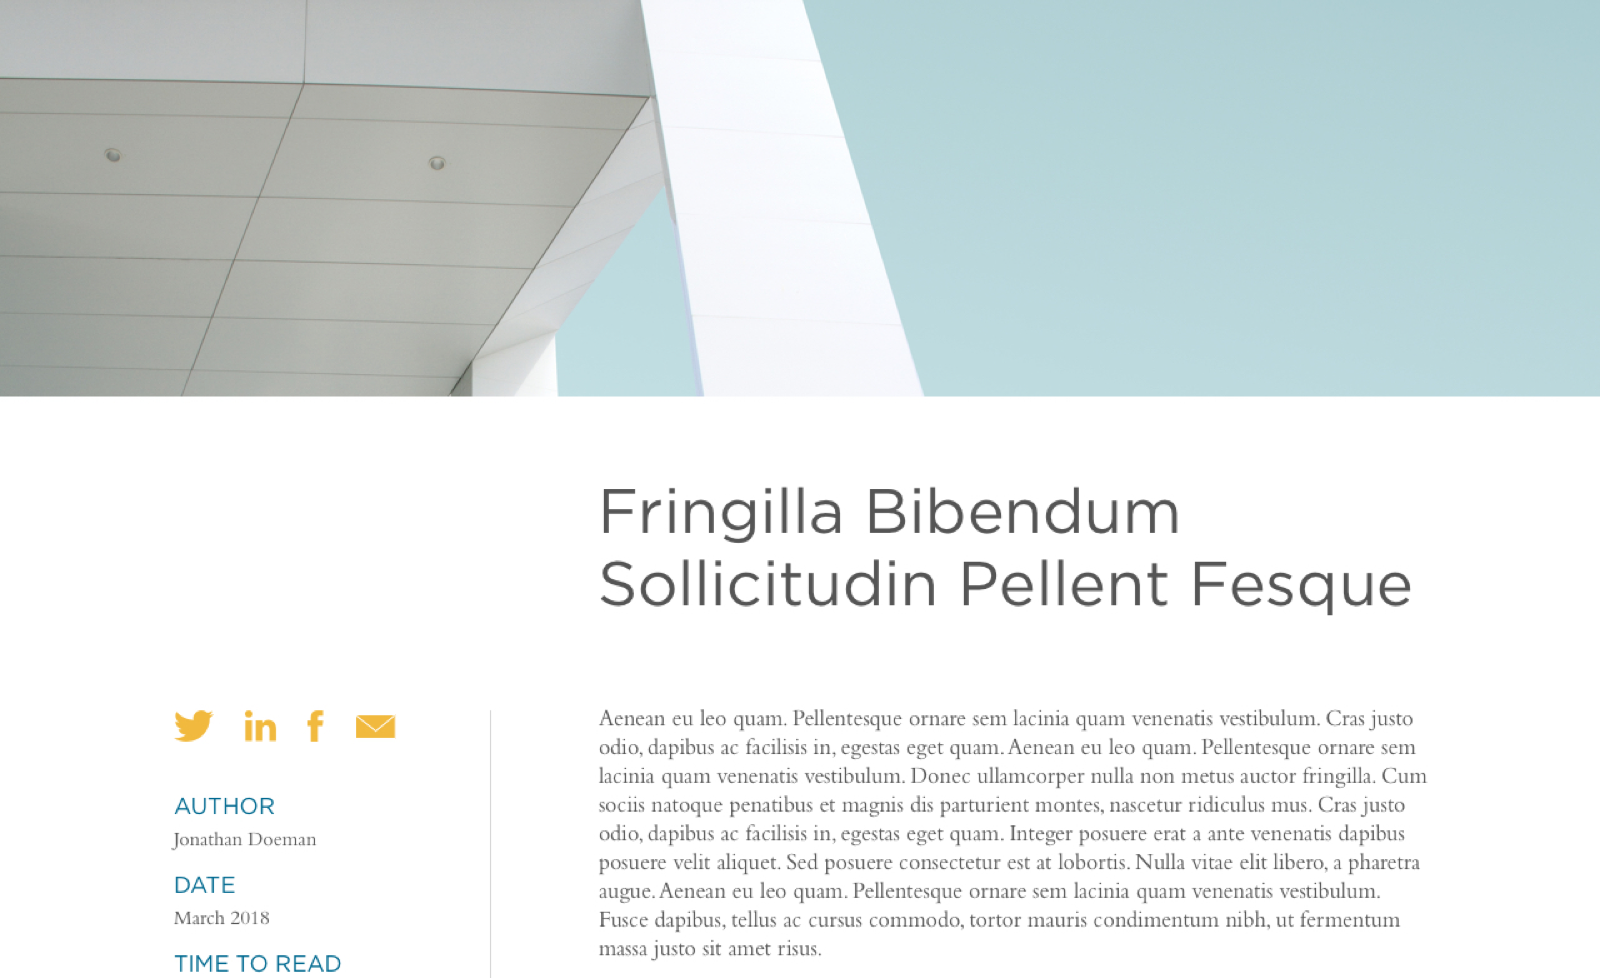 Fringilla Bibendum
Sollicitudin Pellent Fesque
in
f
AUTHOR
Jonathan Doeman
DATE
March 2018
TIME TO READ
Aenean eu leo quam. Pellentesque ornare sem lacinia quam venenatis vestibulum. Cras justo
odio, dapibus ac facilisis in, egestas eget quam. Aenean eu leo quam. Pellentesque ornare sem
lacinia quam venenatis vestibulum. Donec ullamcorper nulla non metus auctor fringilla. Cum
sociis natoque penatibus et magnis dis parturient montes, nascetur ridiculus mus. Cras justo
odio, dapibus ac facilisis in, egestas eget quam. Integer posuere erat a ante venenatis dapibus
posuere velit aliquet. Sed posuere consectetur est at lobortis. Nulla vitae elit libero, a pharetra
augue. Aenean eu leo quam. Pellentesque ornare sem lacinia quam venenatis vestibulum.
Fusce dapibus, tellus ac cursus commodo, tortor mauris condimentum nibh, ut fermentum
massa justo sit amet risus.